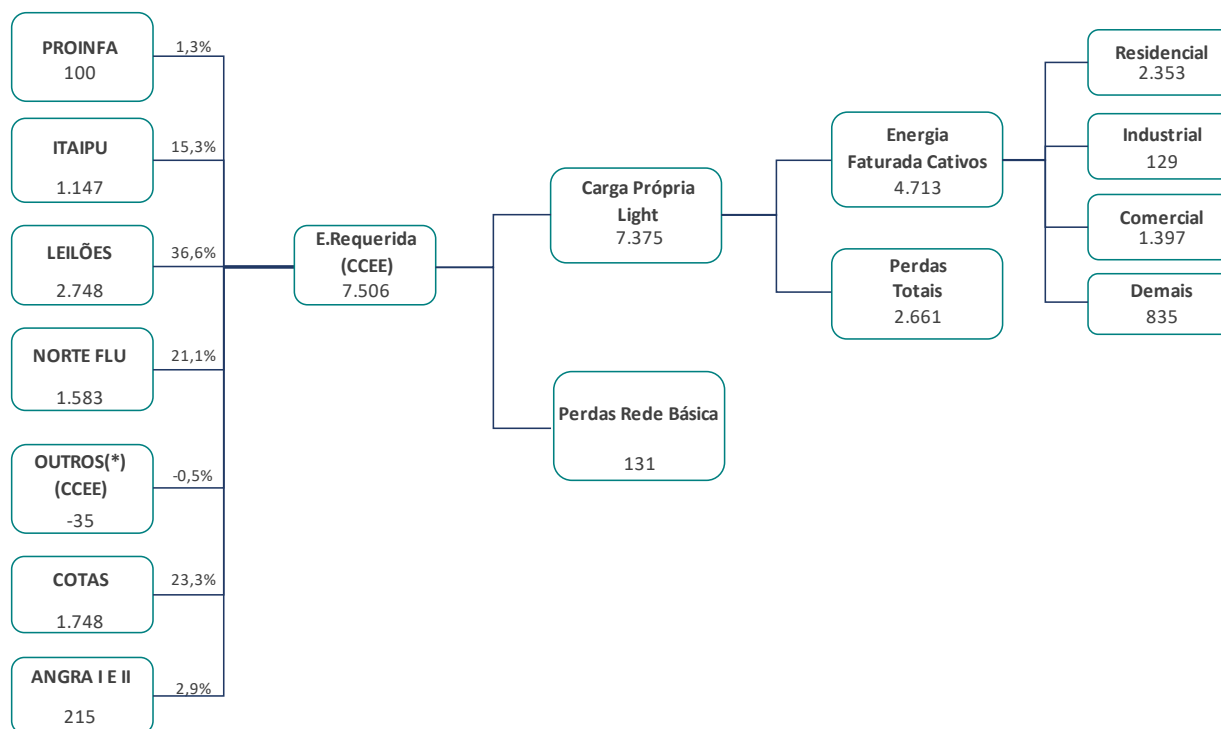 PROINFA
100
1,3%
ITAIPU
1.147
15,3%
LEILÕES
2.748
36,6%
NORTE FLU
1.583
21,1%
OUTROS(*)
(CCEE)
-35
-0,5%
COTAS
1.748
23,3%
ANGRA I E II
215
2,9%
E.Requerida
(CCEE)
7.506
Carga Própria
Light
7.375
Perdas Rede Básica
131
Energia
Faturada Cativos
4.713
Perdas
Totais
2.661
Residencial
2.353
Industrial
129
Comercial
1.397
Demais
835